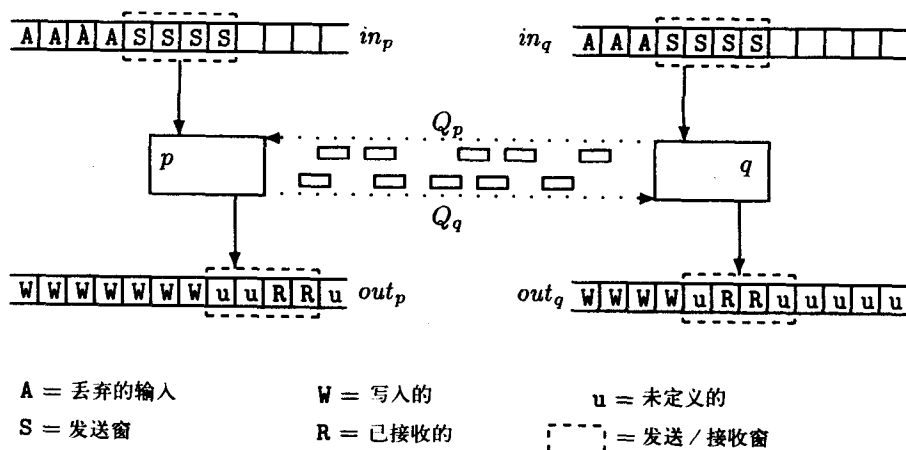 A A A A S S S S in_p
in_q A A A S S S S
Q_p
p
q
Q_q
W W W W W W W u u R R u out_p
out_q W W W W u R R u u u u u
A = 丢弃的输入
W = 写入的
u = 未定义的
S = 发送窗
R = 已接收的
= 发送 / 接收窗